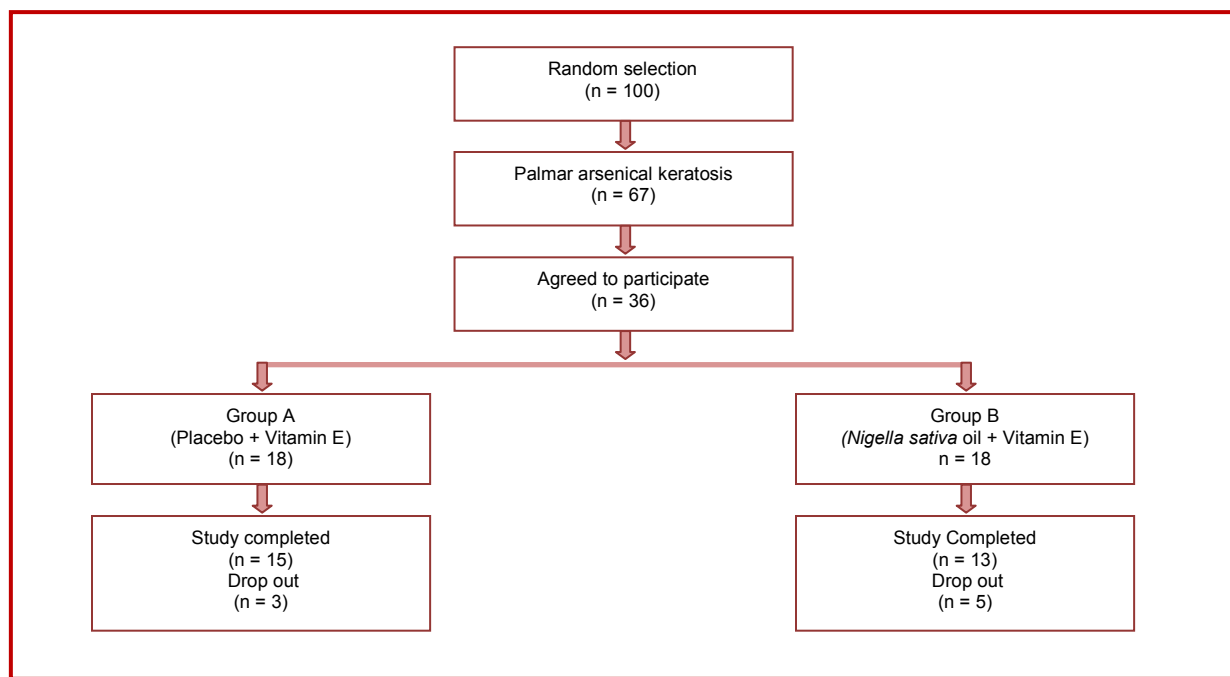 Random selection
(n = 100)
Palmar arsenical keratosis
(n = 67)
Agreed to participate
(n = 36)
Group A
(Placebo + Vitamin E)
(n = 18)
Group B
(Nigella sativa oil + Vitamin E)
n = 18
Study completed
(n = 15)
Drop out
(n = 3)
Study Completed
(n = 13)
Drop out
(n = 5)